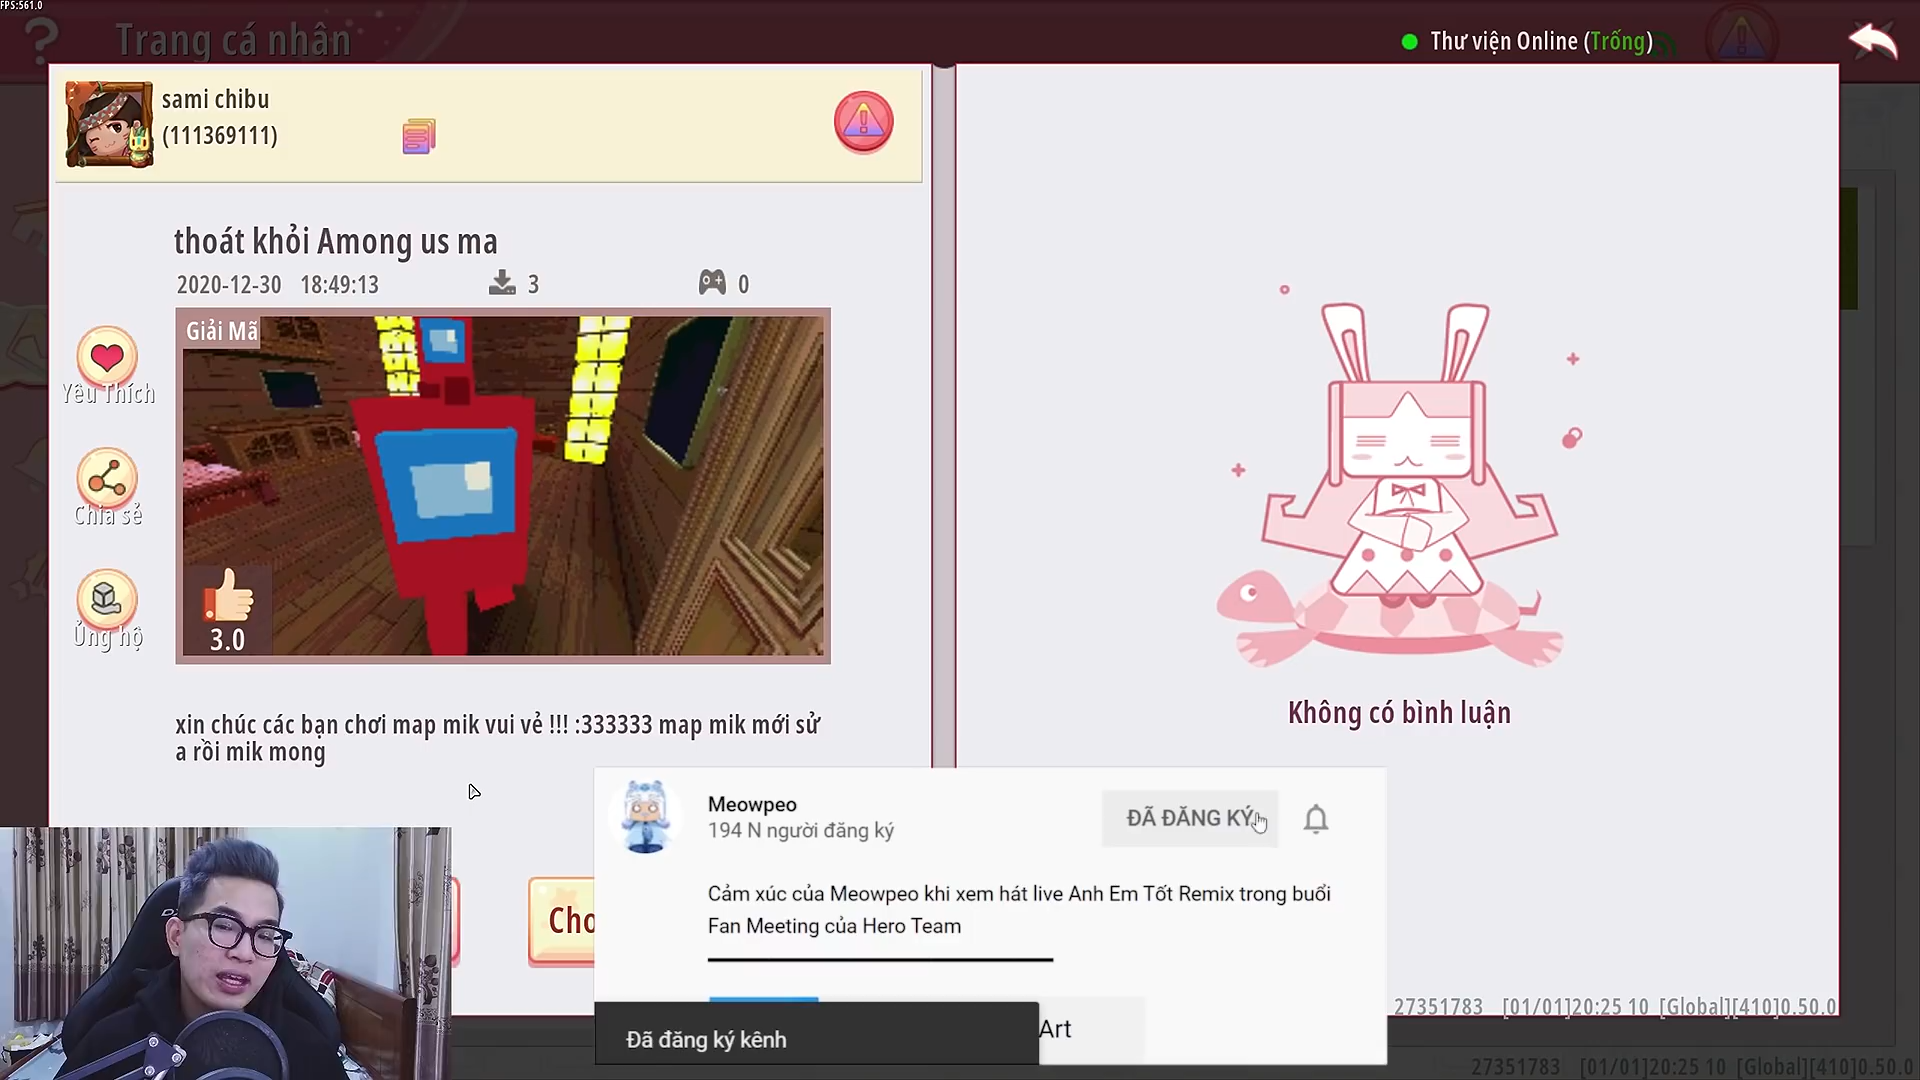 FPS:561.0
Trang cá nhân
Thư viện Online (Trống)
sami chibu
(111369111)
thoát khỏi Among us ma
2020-12-30 18:49:13
3
0
Giải Mã
Yêu Thích
Chia sẻ
Ủng hộ
3.0
xin chúc các bạn chơi map mik vui vẻ !!! :333333 map mik mới sử
a rồi mik mong
Không có bình luận
Meowpeo
194 N người đăng ký
ĐÃ ĐĂNG KÝ
Cảm xúc của Meowpeo khi xem hát live Anh Em Tốt Remix trong buổi
Fan Meeting của Hero Team
Cho
Art
Đã đăng ký kênh
27351783 [01/01]20:25 10 [Global][410]0.50.0
27351783 [01/01]20:25 10 [Global][410]0.50.0